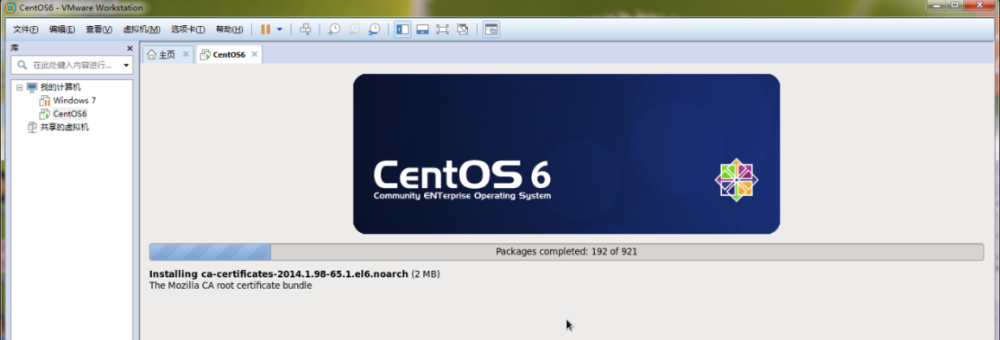 CentOS6 - VMware Workstation
文件(F) 编辑(E) 查看(V) 虚拟机(M) 选项卡(T) 帮助(H)
库
在此处键入内容进行...
我的计算机
Windows 7
CentOS6
共享的虚拟机
主页 CentOS6
CentOS 6
Community ENTerprise Operating System
Packages completed: 192 of 921
Installing ca-certificates-2014.1.98-65.1.el6.noarch (2 MB)
The Mozilla CA root certificate bundle